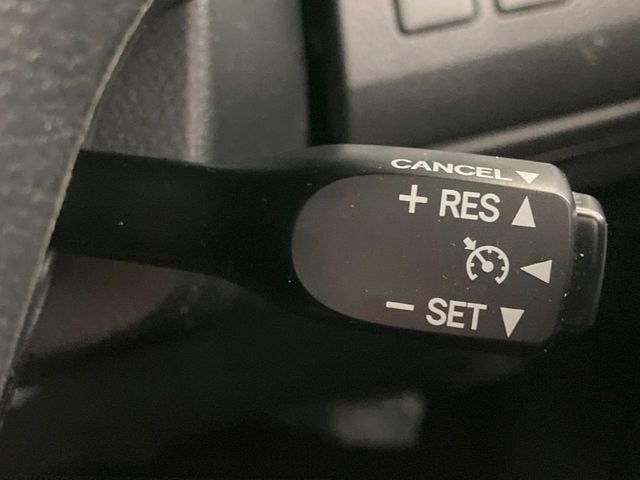 CANCEL▼
+ RES ▲
◀
− SET ▼